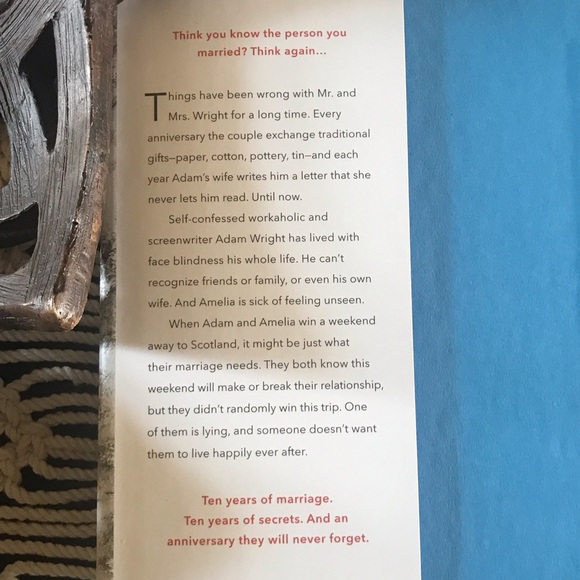 Think you know the person you
married? Think again...
Things have been wrong with Mr. and
Mrs. Wright for a long time. Every
anniversary the couple exchange traditional
gifts—paper, cotton, pottery, tin—and each
year Adam's wife writes him a letter that she
never lets him read. Until now.
Self-confessed workaholic and
screenwriter Adam Wright has lived with
face blindness his whole life. He can't
recognize friends or family, or even his own
wife. And Amelia is sick of feeling unseen.
When Adam and Amelia win a weekend
away to Scotland, it might be just what
their marriage needs. They both know this
weekend will make or break their relationship,
but they didn't randomly win this trip. One
of them is lying, and someone doesn't want
them to live happily ever after.
Ten years of marriage.
Ten years of secrets. And an
anniversary they will never forget.